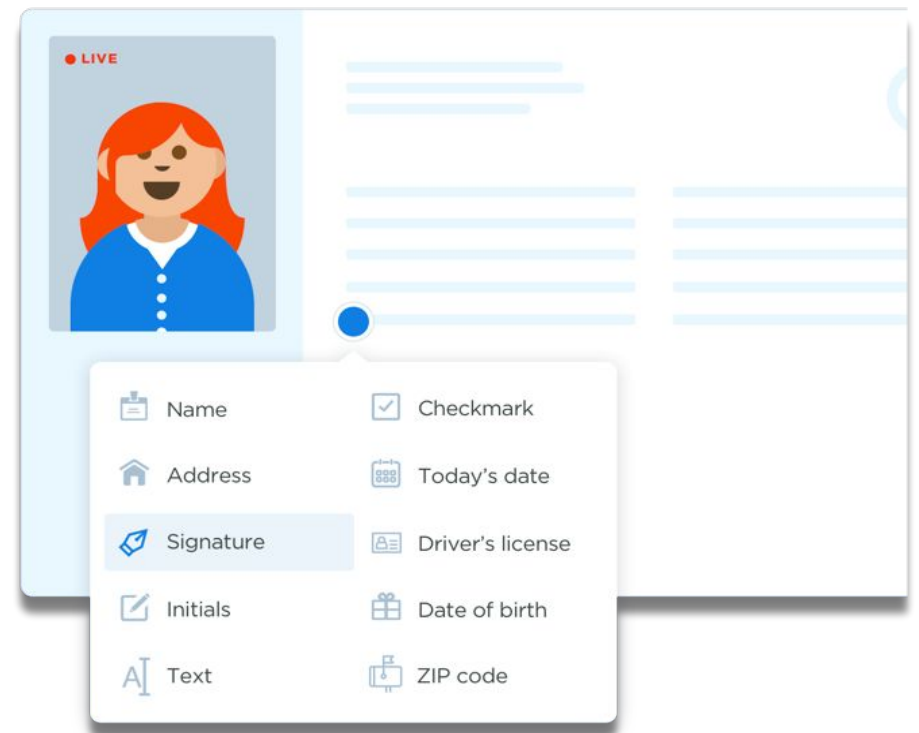 LIVE
Name
Checkmark
Address
Today's date
Signature
Driver's license
Initials
Date of birth
Text
ZIP code